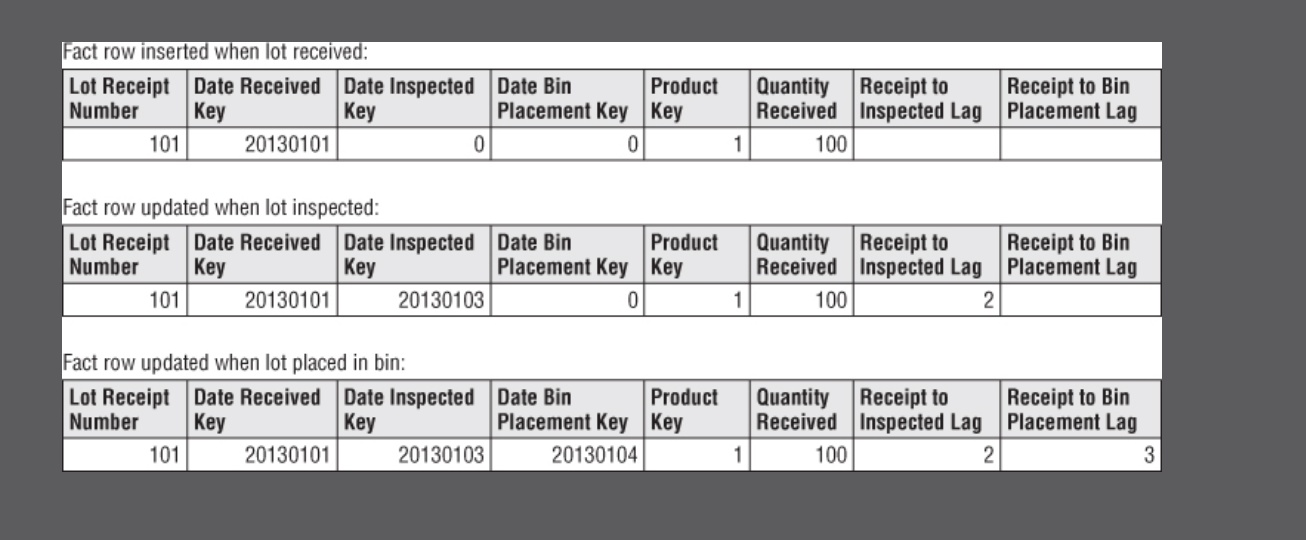 Fact row inserted when lot received:
Lot Receipt Date Received Date Inspected Date Bin Product Quantity Receipt to Receipt to Bin
Number Key Key Placement Key Key Received Inspected Lag Placement Lag
101 20130101 0 0 1 100
Fact row updated when lot inspected:
Lot Receipt Date Received Date Inspected Date Bin Product Quantity Receipt to Receipt to Bin
Number Key Key Placement Key Key Received Inspected Lag Placement Lag
101 20130101 20130103 0 1 100 2
Fact row updated when lot placed in bin:
Lot Receipt Date Received Date Inspected Date Bin Product Quantity Receipt to Receipt to Bin
Number Key Key Placement Key Key Received Inspected Lag Placement Lag
101 20130101 20130103 20130104 1 100 2 3